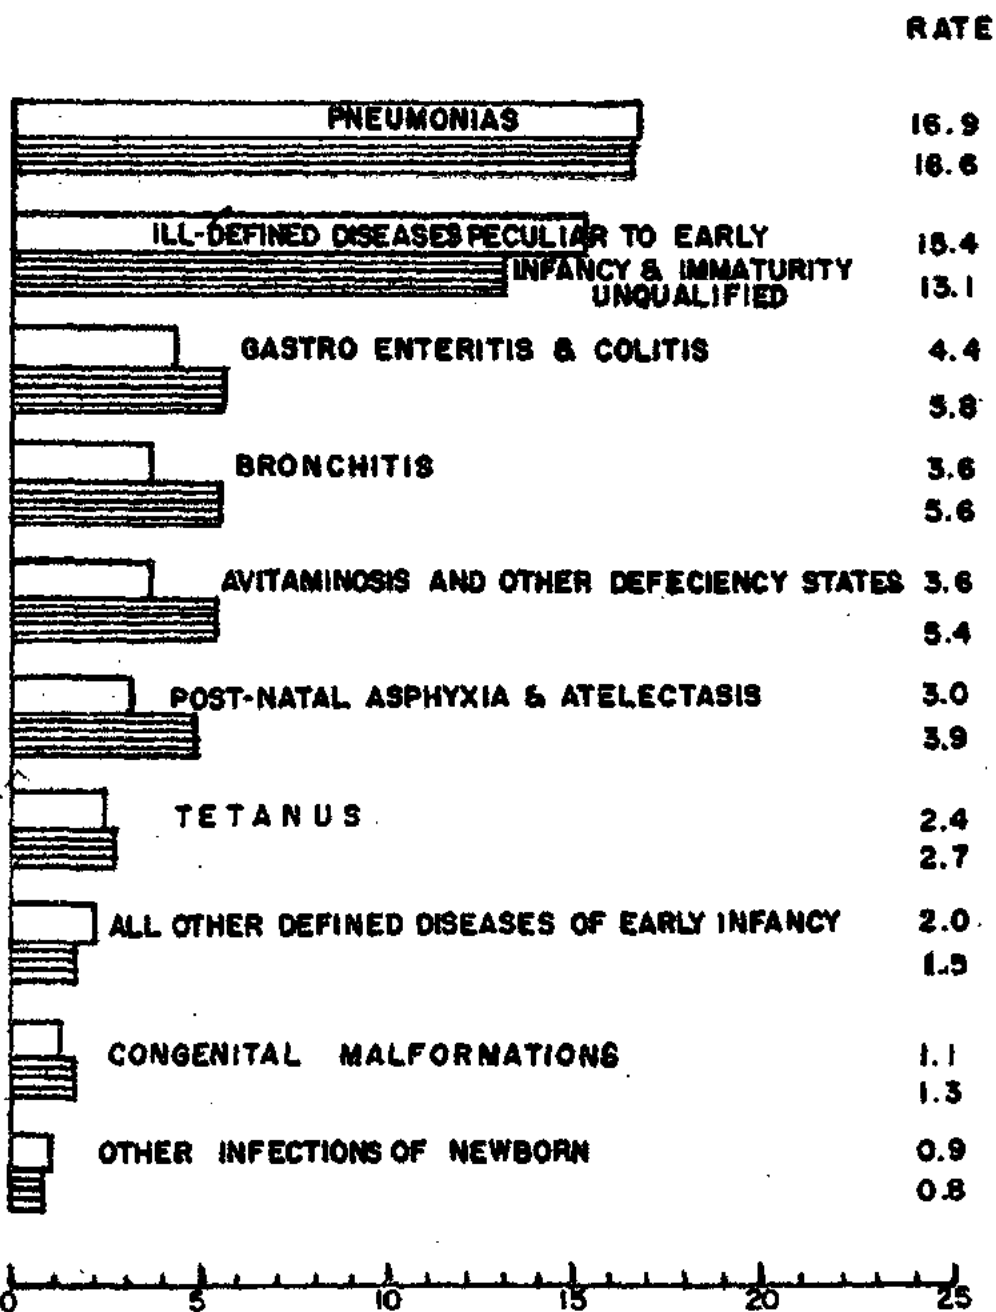 RATE
PNEUMONIAS 16.9
16.6
ILL-DEFINED DISEASES PECULIAR TO EARLY 15.4
INFANCY & IMMATURITY 13.1
UNQUALIFIED
GASTRO ENTERITIS & COLITIS 4.4
5.8
BRONCHITIS 3.6
5.6
AVITAMINOSIS AND OTHER DEFECIENCY STATES 3.6
5.4
POST-NATAL ASPHYXIA & ATELECTASIS 3.0
3.9
TETANUS 2.4
2.7
ALL OTHER DEFINED DISEASES OF EARLY INFANCY 2.0
1.5
CONGENITAL MALFORMATIONS 1.1
1.3
OTHER INFECTIONS OF NEWBORN 0.9
0.8
0 5 10 15 20 25